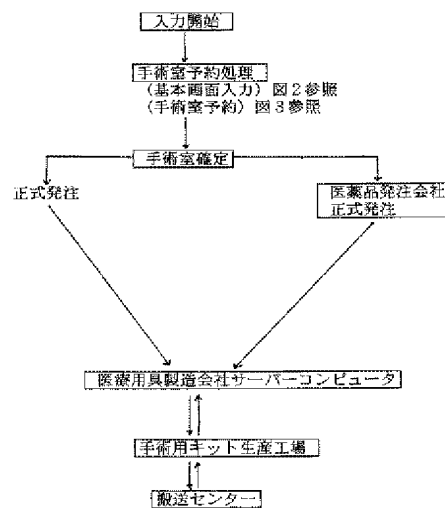 入力開始
手術室予約処理
(基本画面入力)図2参照
(手術室予約)図3参照
手術室確定
正式発注
医薬品発注会社
正式発注
医療用具製造会社サーバーコンピュータ
手術用キット生産工場
搬送センター